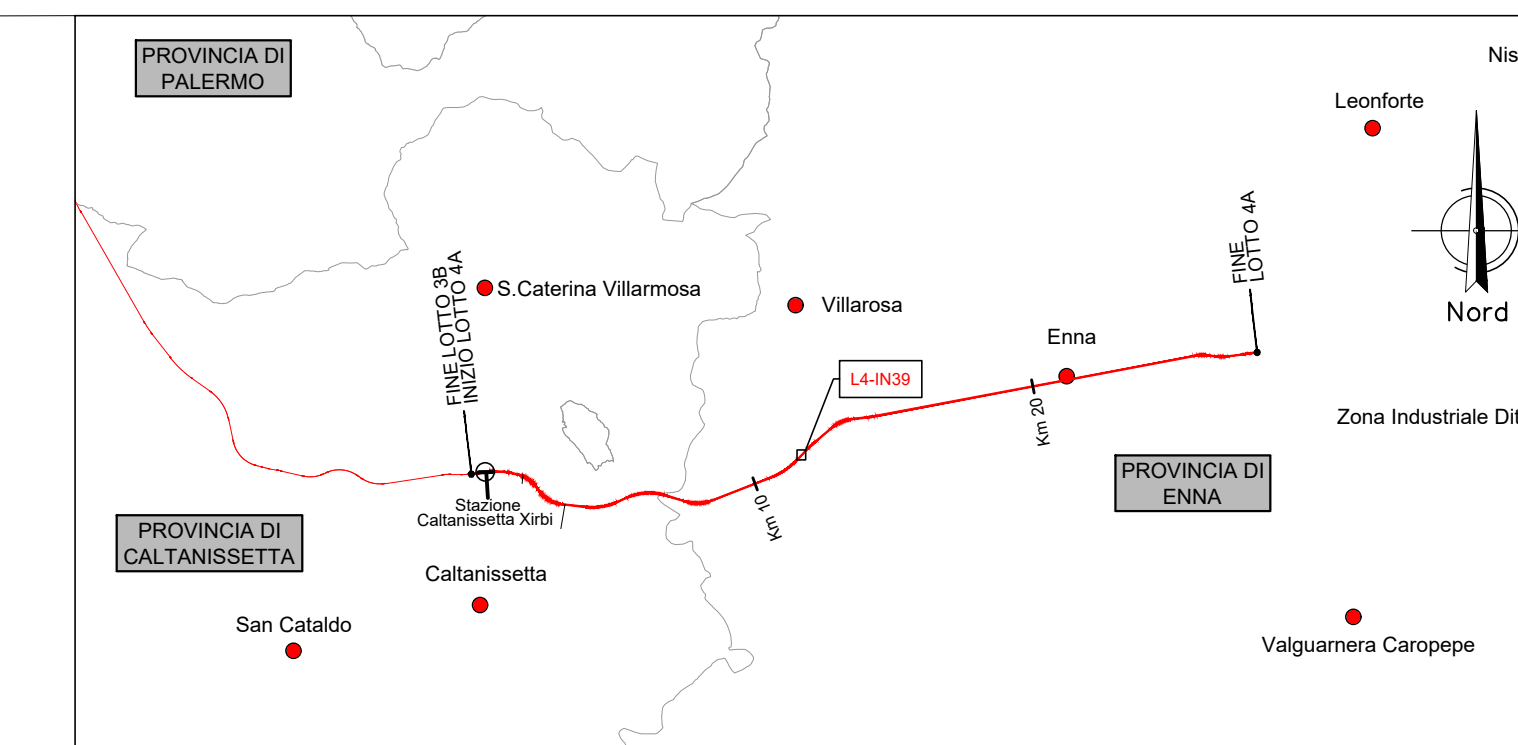 PROVINCIA DI
PALERMO
Nis
Leonforte
FINE LOTTO 3B
INIZIO LOTTO 4A
S.Caterina Villarmosa
Villarosa
FINE
LOTTO 4A
Nord
Enna
L4-IN39
Km 20
Zona Industriale Dit
PROVINCIA DI
ENNA
Km 10
Stazione
Caltanissetta Xirbi
PROVINCIA DI
CALTANISSETTA
Caltanissetta
San Cataldo
Valguarnera Caropepe